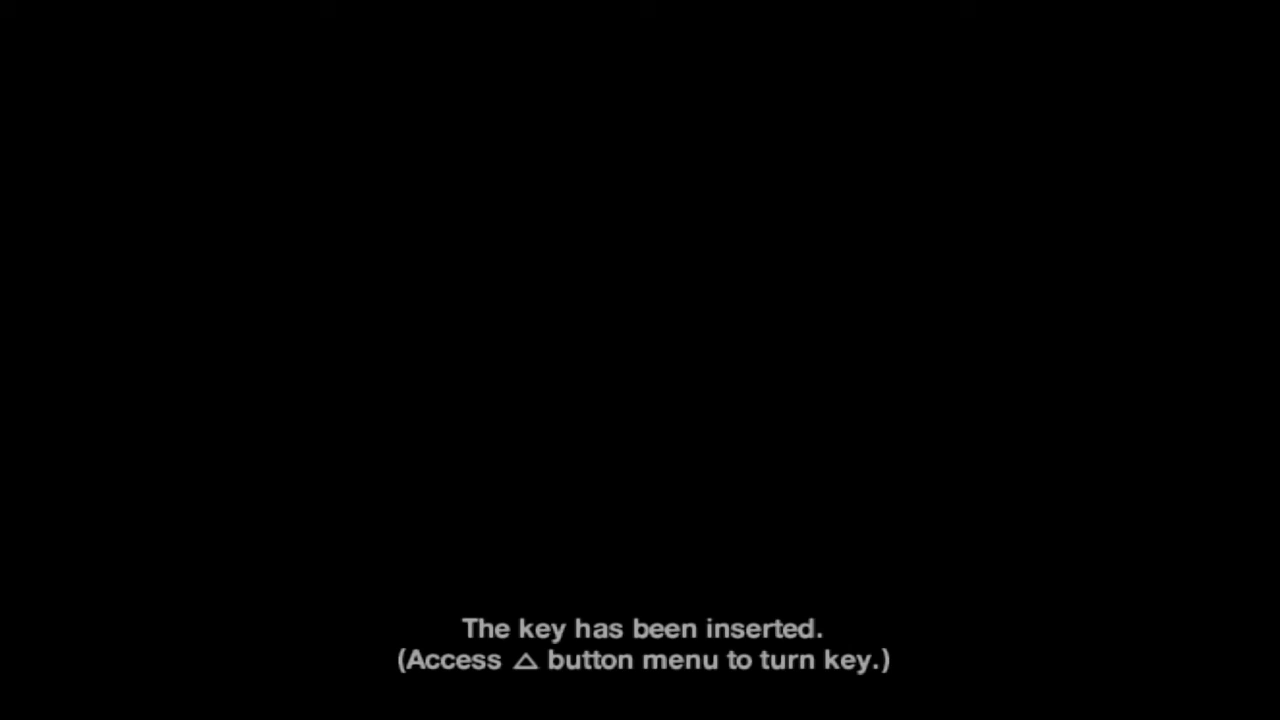 The key has been inserted.
(Access △ button menu to turn key.)